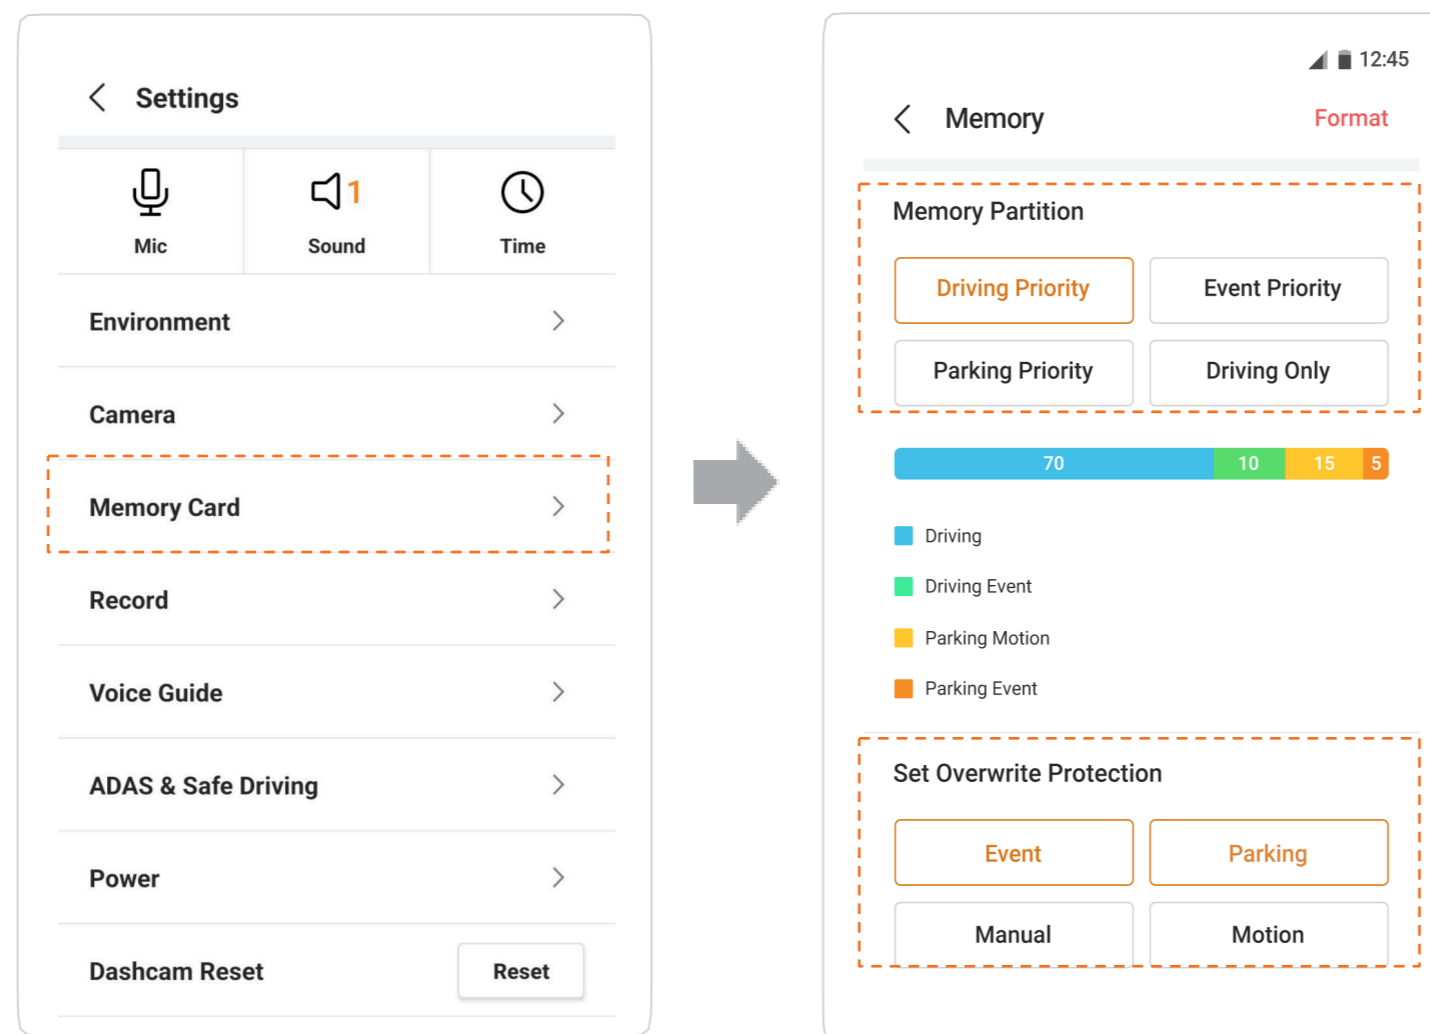 Settings
Mic
1
Sound
Time
Environment
Camera
Memory Card
Record
Voice Guide
ADAS & Safe Driving
Power
Dashcam Reset
Reset
12:45
Memory
Format
Memory Partition
Driving Priority
Event Priority
Parking Priority
Driving Only
70 10 15 5
Driving
Driving Event
Parking Motion
Parking Event
Set Overwrite Protection
Event
Parking
Manual
Motion